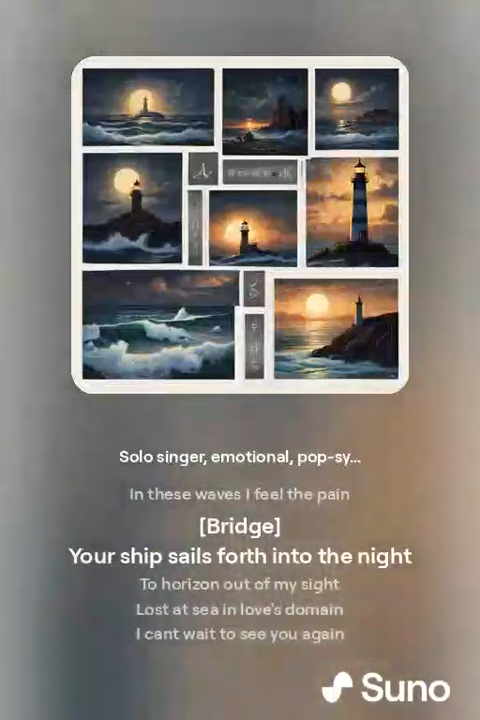 Solo singer, emotional, pop-sy...
In these waves I feel the pain
[Bridge]
Your ship sails forth into the night
To horizon out of my sight
Lost at sea in love's domain
I cant wait to see you again
Suno